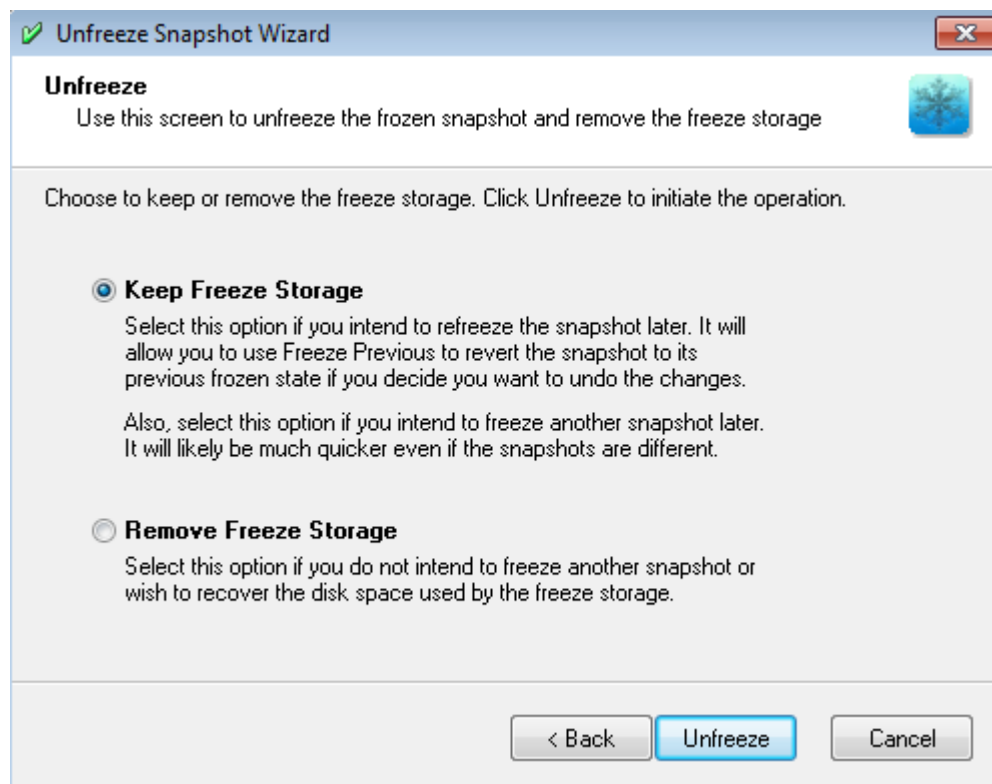 Unfreeze Snapshot Wizard
Unfreeze
Use this screen to unfreeze the frozen snapshot and remove the freeze storage
Choose to keep or remove the freeze storage. Click Unfreeze to initiate the operation.
Keep Freeze Storage
Select this option if you intend to refreeze the snapshot later. It will
allow you to use Freeze Previous to revert the snapshot to its
previous frozen state if you decide you want to undo the changes.
Also, select this option if you intend to freeze another snapshot later.
It will likely be much quicker even if the snapshots are different.
Remove Freeze Storage
Select this option if you do not intend to freeze another snapshot or
wish to recover the disk space used by the freeze storage.
< Back
Unfreeze
Cancel